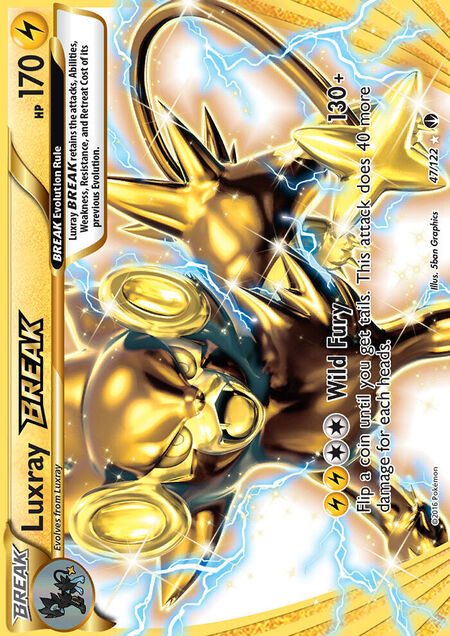 BREAK
Luxray BREAK
HP 170
Evolves from Luxray
BREAK Evolution Rule
Luxray BREAK retains the attacks, Abilities,
Weakness, Resistance, and Retreat Cost of its
previous Evolution.
Wild Fury 130+
Flip a coin until you get tails. This attack does 40 more
damage for each heads.
©2016 Pokémon
Illus. 5ban Graphics
47/122